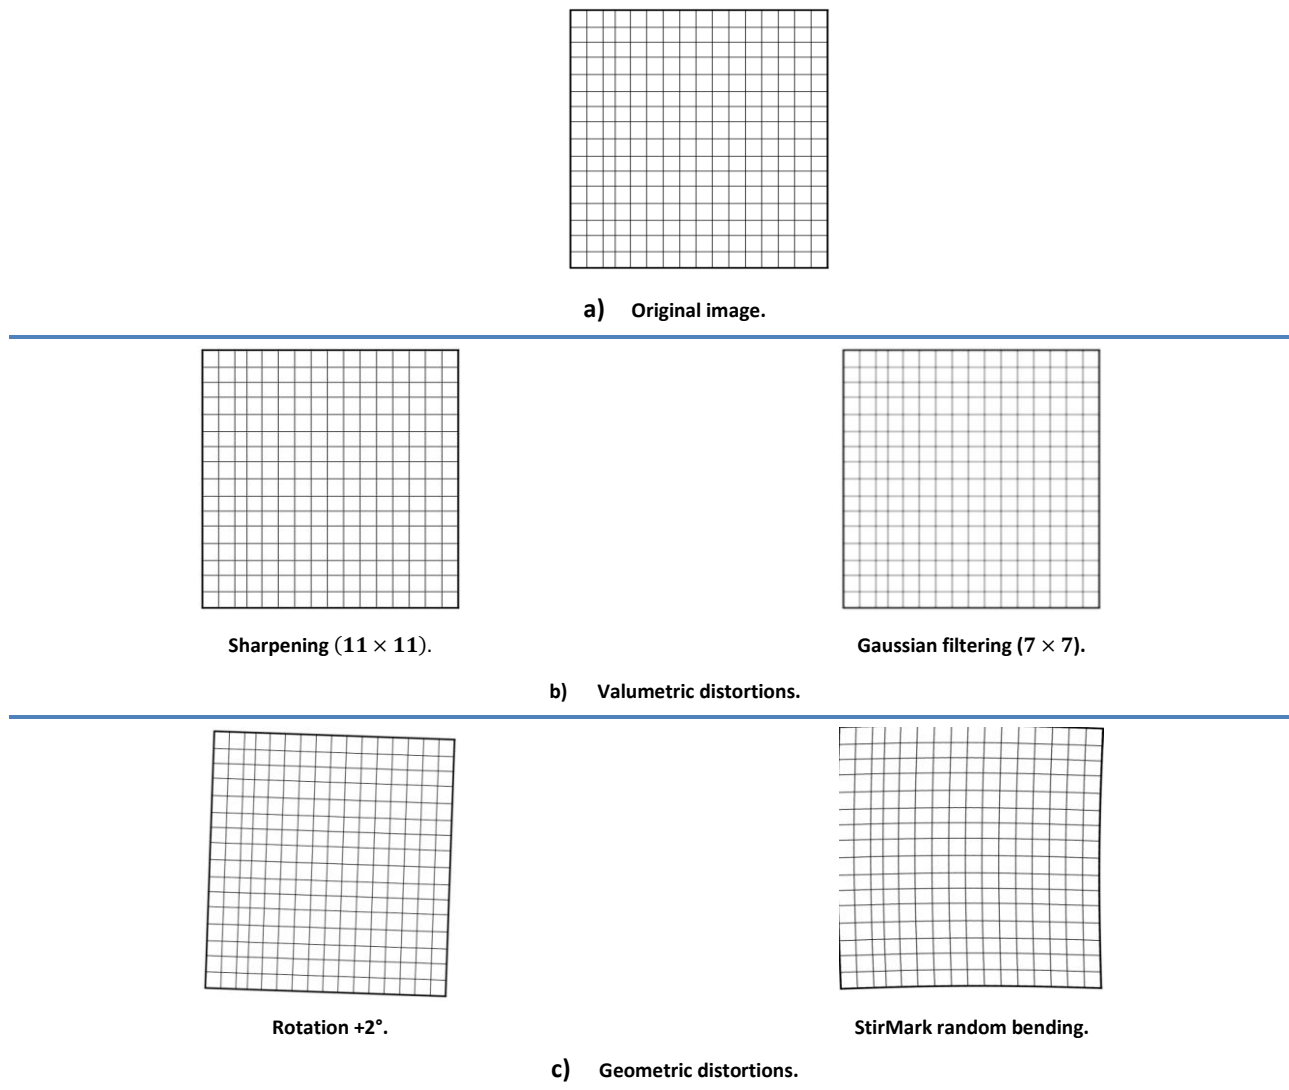 a) Original image.
Sharpening (11 × 11).
Gaussian filtering (7 × 7).
b) Valumetric distortions.
Rotation +2°.
StirMark random bending.
c) Geometric distortions.